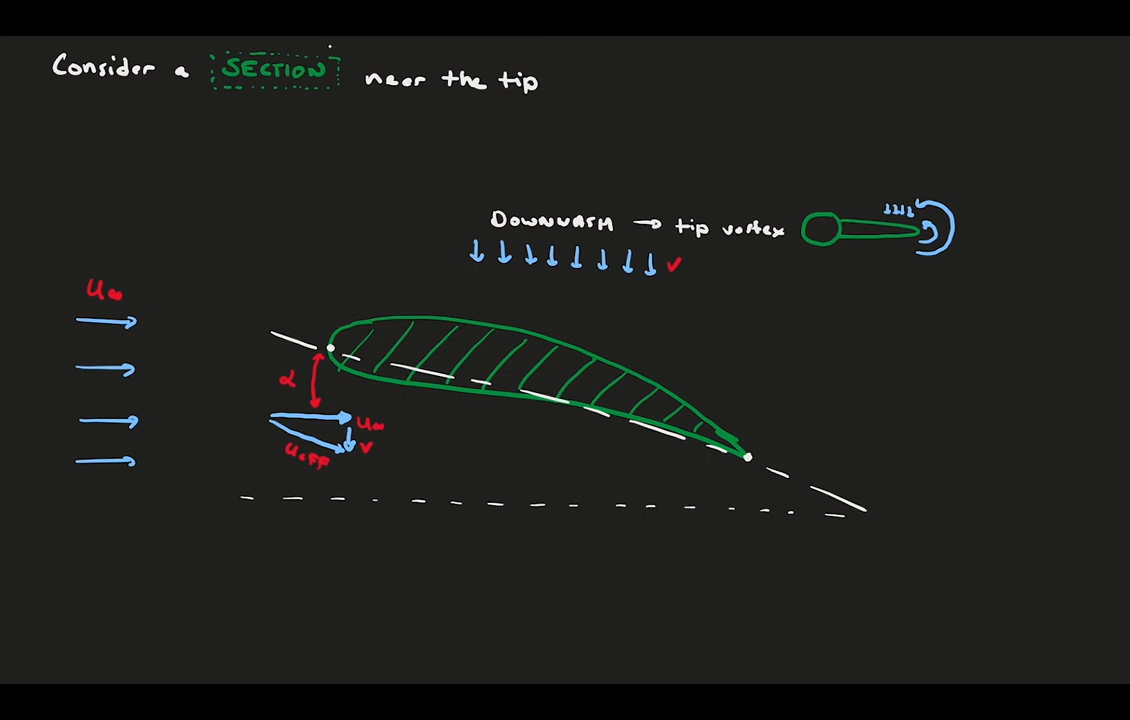 Consider a SECTION near the tip
DOWNWASH → tip vortex
v
U∞
α
U∞
v
UEFF